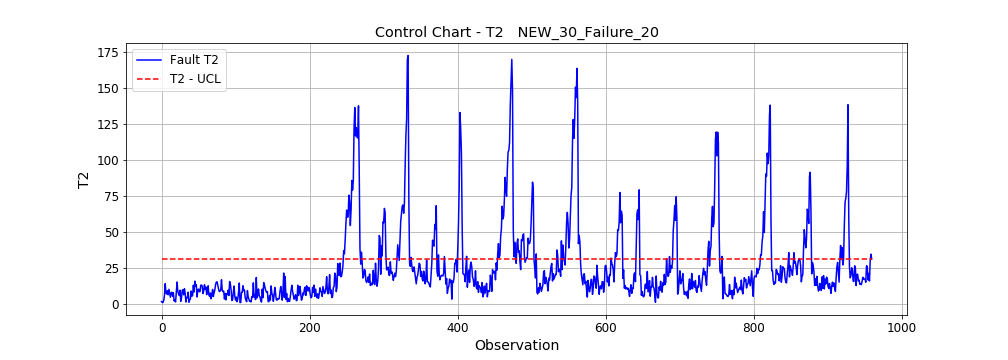 Control Chart - T2   NEW_30_Failure_20
Fault T2
T2 - UCL
175
150
125
100
75
50
25
0
T2
0 200 400 600 800 1000
Observation